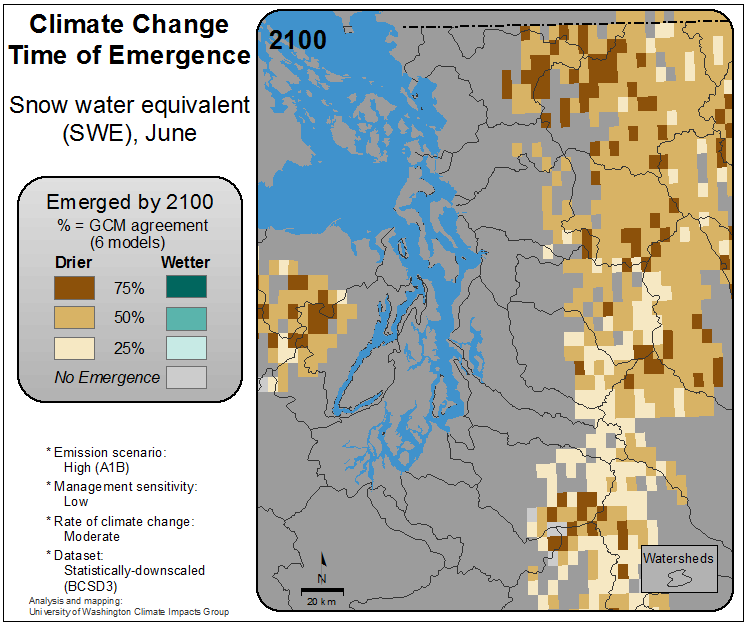 Climate Change
Time of Emergence
Snow water equivalent
(SWE), June
Emerged by 2100
% = GCM agreement
(6 models)
Drier Wetter
75%
50%
25%
No Emergence
* Emission scenario:
High (A1B)
* Management sensitivity:
Low
* Rate of climate change:
Moderate
* Dataset:
Statistically-downscaled
(BCSD3)
Analysis and mapping:
University of Washington Climate Impacts Group
2100
N
20 km
Watersheds